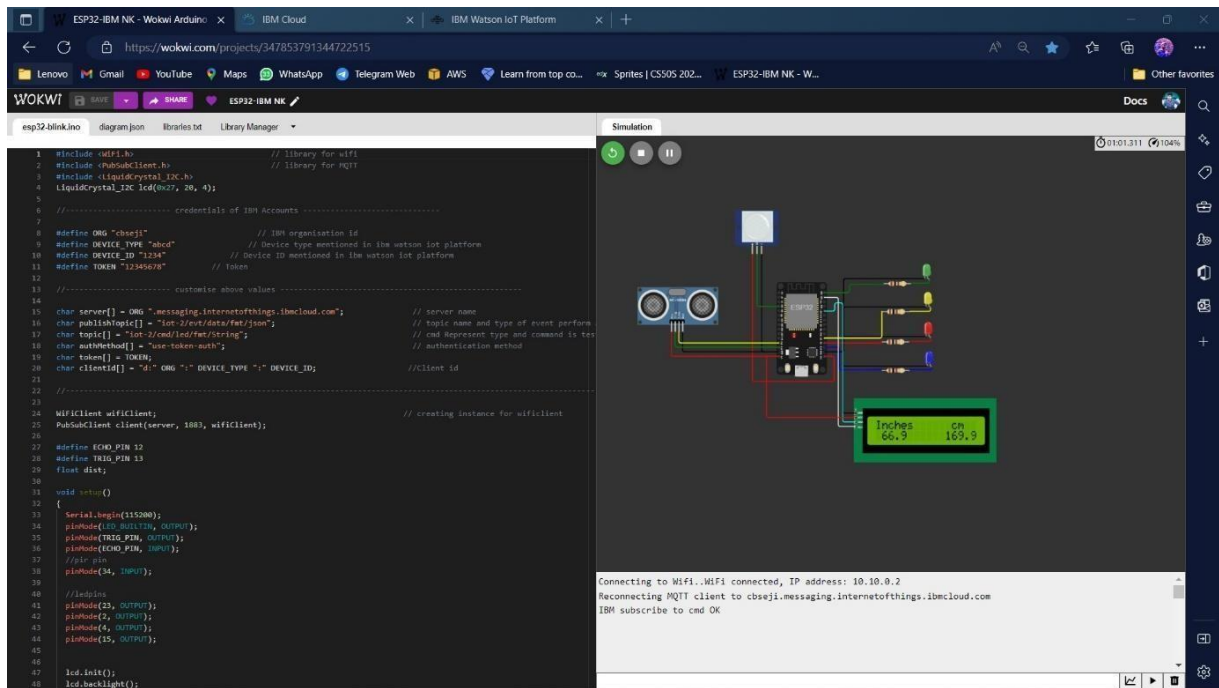 ESP32-IBM NK - Wokwi Arduino
IBM Cloud
IBM Watson IoT Platform
https://wokwi.com/projects/347853791344722515
Lenovo
Gmail
YouTube
Maps
WhatsApp
Telegram Web
AWS
Learn from top co...
Sprites | CS50S 202...
ESP32-IBM NK - W...
Other favorites
WOKWI
SAVE
SHARE
ESP32-IBM NK
Docs
esp32-blink.ino
diagram.json
libraries.txt
Library Manager
Simulation
1 #include <WiFi.h> // library for wifi
2 #include <PubSubClient.h> // library for MQTT
3 #include <LiquidCrystal_I2C.h>
4 LiquidCrystal_I2C lcd(0x27, 20, 4);
5
6 //----------------------- credentials of IBM Accounts -----------------------------
7
8 #define ORG "cbseji" // IBM organisation id
9 #define DEVICE_TYPE "abcd" // Device type mentioned in ibm watson iot platform
10 #define DEVICE_ID "1234" // Device ID mentioned in ibm watson iot platform
11 #define TOKEN "12345678" // Token
12
13 //----------------------- customise above values ---------------------------------------------------
14
15 char server[] = ORG ".messaging.internetofthings.ibmcloud.com"; // server name
16 char publishTopic[] = "iot-2/evt/data/fmt/json"; // topic name and type of event perform
17 char topic[] = "iot-2/cmd/led/fmt/String"; // cmd Represent type and command is tes
18 char authMethod[] = "use-token-auth"; // authentication method
19 char token[] = TOKEN;
20 char clientId[] = "d:" ORG ":" DEVICE_TYPE ":" DEVICE_ID; //Client id
21
22 //-----------------------------------------------------------------------------------
23
24 WiFiClient wifiClient; // creating instance for wificlient
25 PubSubClient client(server, 1883, wifiClient);
26
27 #define ECHO_PIN 12
28 #define TRIG_PIN 13
29 float dist;
30
31 void setup()
32 {
33 Serial.begin(115200);
34 pinMode(LED_BUILTIN, OUTPUT);
35 pinMode(TRIG_PIN, OUTPUT);
36 pinMode(ECHO_PIN, INPUT);
37 //pir pin
38 pinMode(34, INPUT);
39
40 //ledpins
41 pinMode(23, OUTPUT);
42 pinMode(2, OUTPUT);
43 pinMode(4, OUTPUT);
44 pinMode(15, OUTPUT);
45
46
47 lcd.init();
48 lcd.backlight();
01:01.311 104%
ESP32
Inches cm
66.9 169.9
Connecting to Wifi..WiFi connected, IP address: 10.10.0.2
Reconnecting MQTT client to cbseji.messaging.internetofthings.ibmcloud.com
IBM subscribe to cmd OK